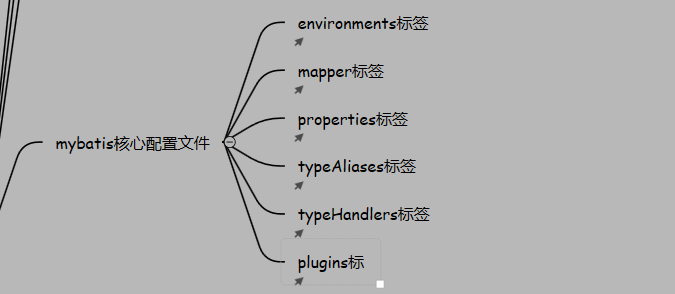 environments标签
mapper标签
properties标签
mybatis核心配置文件
typeAliases标签
typeHandlers标签
plugins标